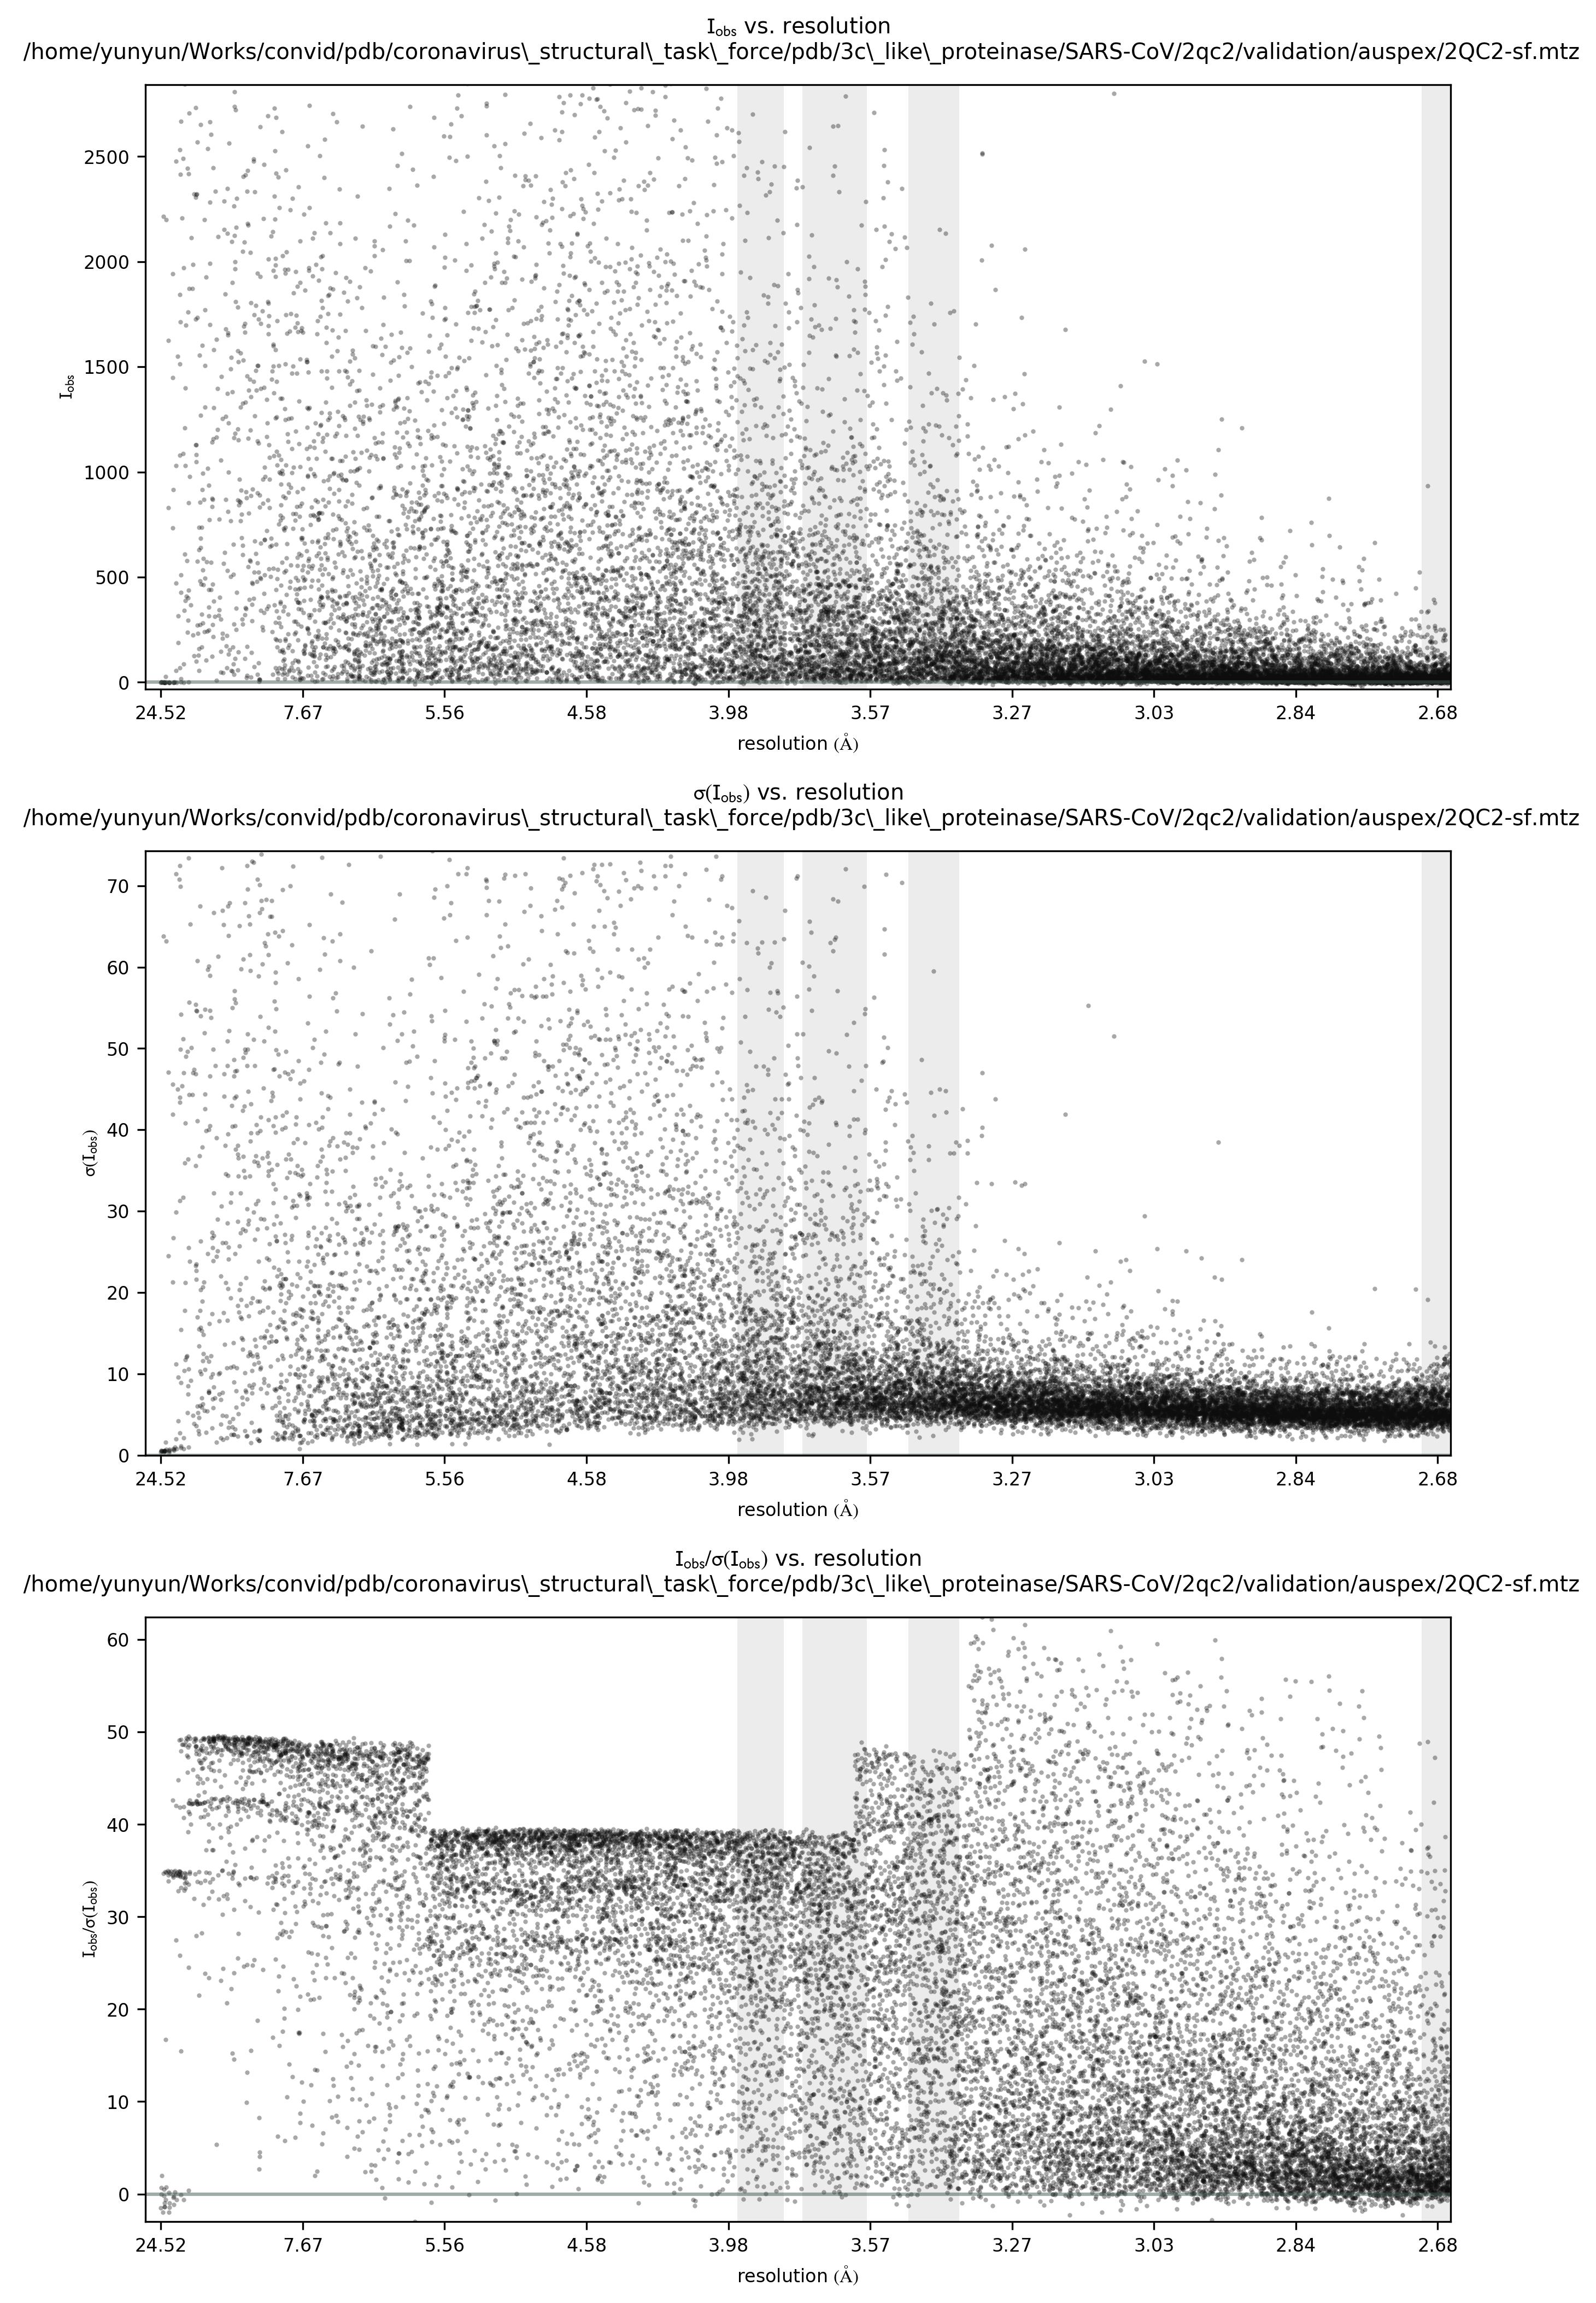 Iobs vs. resolution
/home/yunyun/Works/convid/pdb/coronavirus\_structural\_task\_force/pdb/3c\_like\_proteinase/SARS-CoV/2qc2/validation/auspex/2QC2-sf.mtz
2500
2000
1500
1000
500
0
Iobs
24.52 7.67 5.56 4.58 3.98 3.57 3.27 3.03 2.84 2.68
resolution (Å)
σ(Iobs) vs. resolution
/home/yunyun/Works/convid/pdb/coronavirus\_structural\_task\_force/pdb/3c\_like\_proteinase/SARS-CoV/2qc2/validation/auspex/2QC2-sf.mtz
70
60
50
40
30
20
10
0
σ(Iobs)
24.52 7.67 5.56 4.58 3.98 3.57 3.27 3.03 2.84 2.68
resolution (Å)
Iobs/σ(Iobs) vs. resolution
/home/yunyun/Works/convid/pdb/coronavirus\_structural\_task\_force/pdb/3c\_like\_proteinase/SARS-CoV/2qc2/validation/auspex/2QC2-sf.mtz
60
50
40
30
20
10
0
Iobs/σ(Iobs)
24.52 7.67 5.56 4.58 3.98 3.57 3.27 3.03 2.84 2.68
resolution (Å)